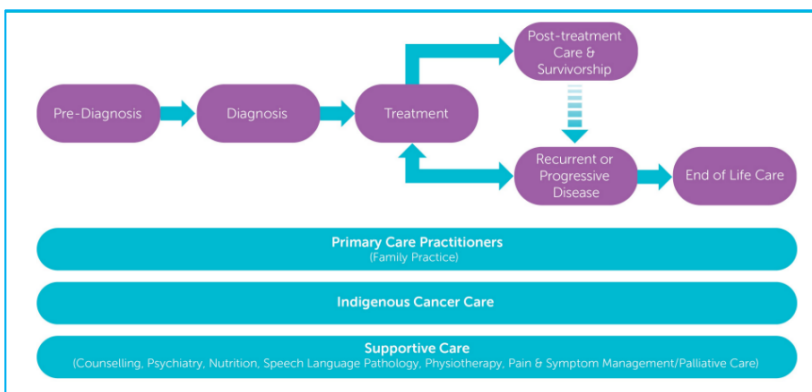 Post-treatment
Care &
Survivorship
Pre-Diagnosis
Diagnosis
Treatment
Recurrent or
Progressive
Disease
End of Life Care
Primary Care Practitioners
(Family Practice)
Indigenous Cancer Care
Supportive Care
(Counselling, Psychiatry, Nutrition, Speech Language Pathology, Physiotherapy, Pain & Symptom Management/Palliative Care)